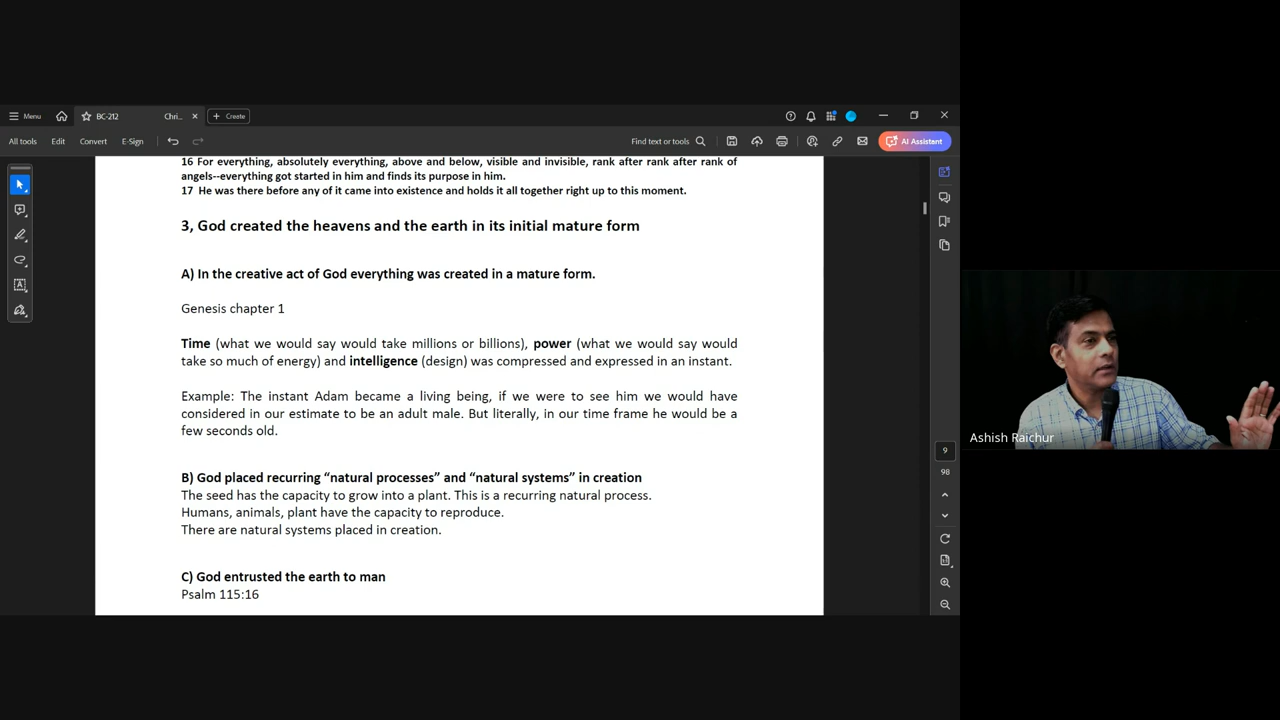 Menu
BC-212
Chri...
Create
All tools
Edit
Convert
E-Sign
Find text or tools
AI Assistant
16 For everything, absolutely everything, above and below, visible and invisible, rank after rank after rank of
angels--everything got started in him and finds its purpose in him.
17 He was there before any of it came into existence and holds it all together right up to this moment.
3, God created the heavens and the earth in its initial mature form
A) In the creative act of God everything was created in a mature form.
Genesis chapter 1
Time (what we would say would take millions or billions), power (what we would say would
take so much of energy) and intelligence (design) was compressed and expressed in an instant.
Example: The instant Adam became a living being, if we were to see him we would have
considered in our estimate to be an adult male. But literally, in our time frame he would be a
few seconds old.
B) God placed recurring “natural processes” and “natural systems” in creation
The seed has the capacity to grow into a plant. This is a recurring natural process.
Humans, animals, plant have the capacity to reproduce.
There are natural systems placed in creation.
C) God entrusted the earth to man
Psalm 115:16
9
98
Ashish Raichur